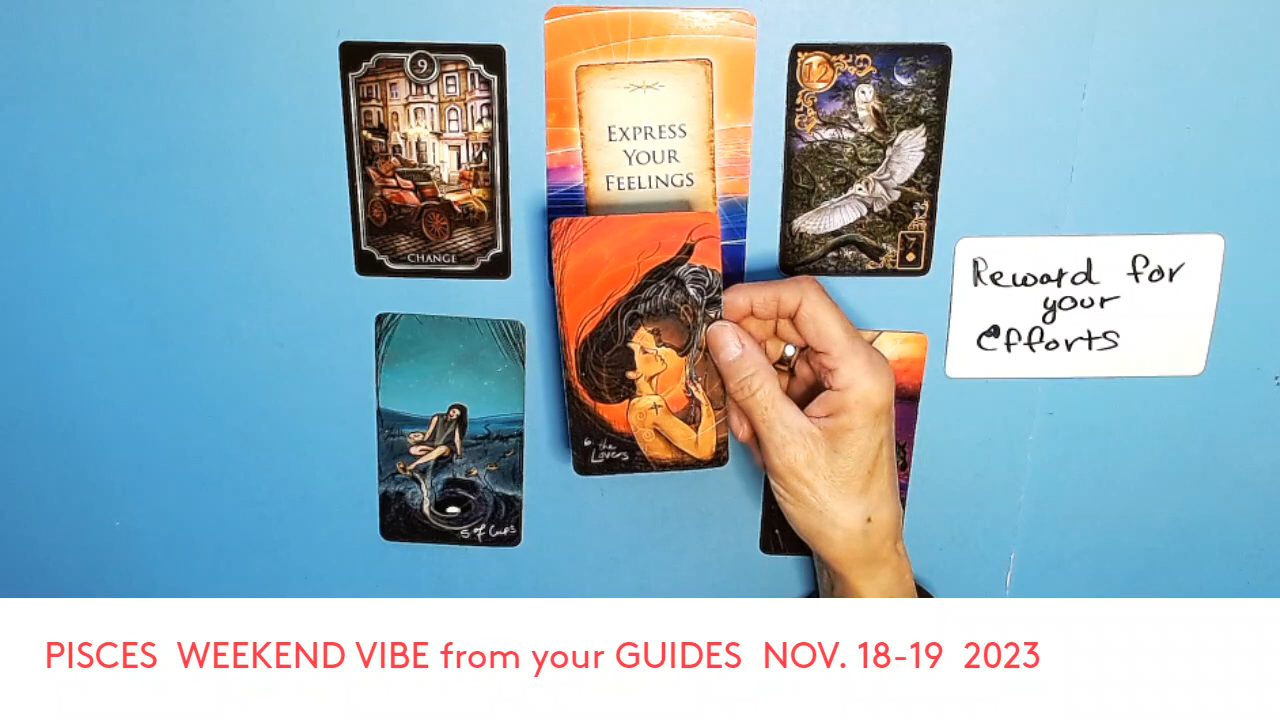 9
CHANGE
EXPRESS
YOUR
FEELINGS
12
7
Reward for
your
efforts
5 of Cups
6. the
Lovers
PISCES WEEKEND VIBE from your GUIDES NOV. 18-19 2023